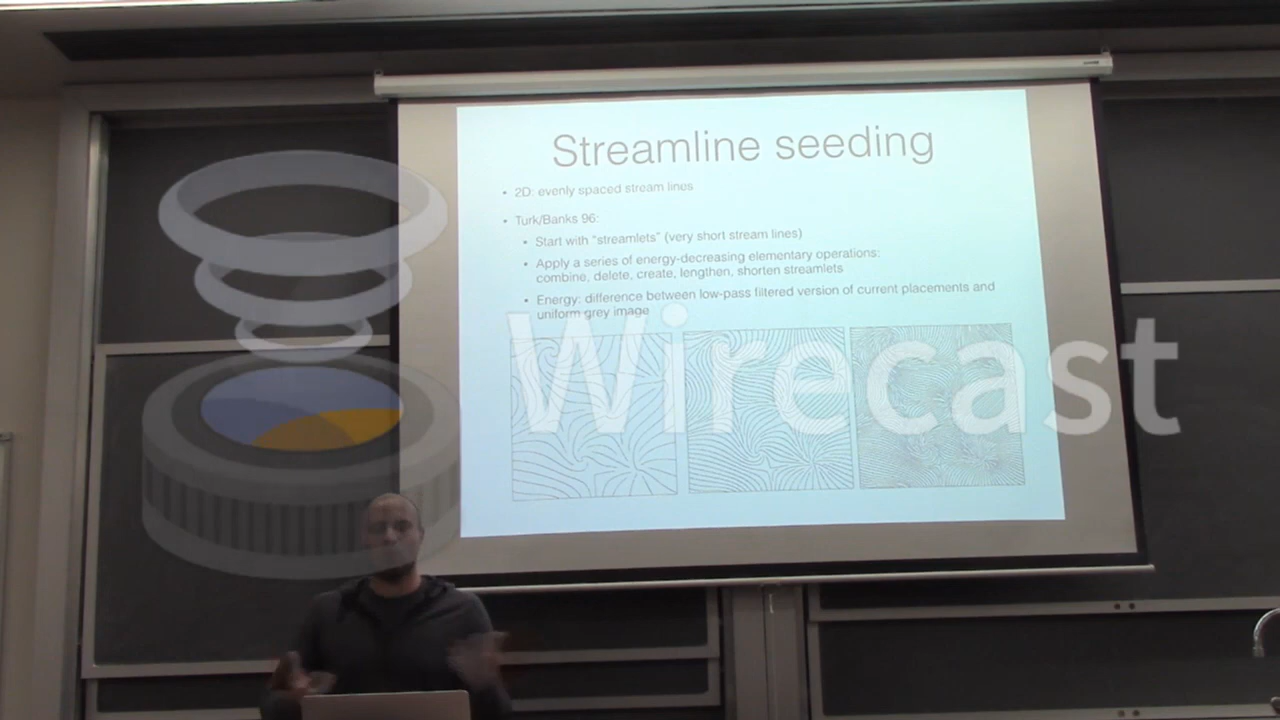 Streamline seeding
• 2D: evenly spaced stream lines
• Turk/Banks 96:
• Start with "streamlets" (very short stream lines)
• Apply a series of energy-decreasing elementary operations:
combine, delete, create, lengthen, shorten streamlets
• Energy: difference between low-pass filtered version of current placements and
uniform grey image
Wirecast